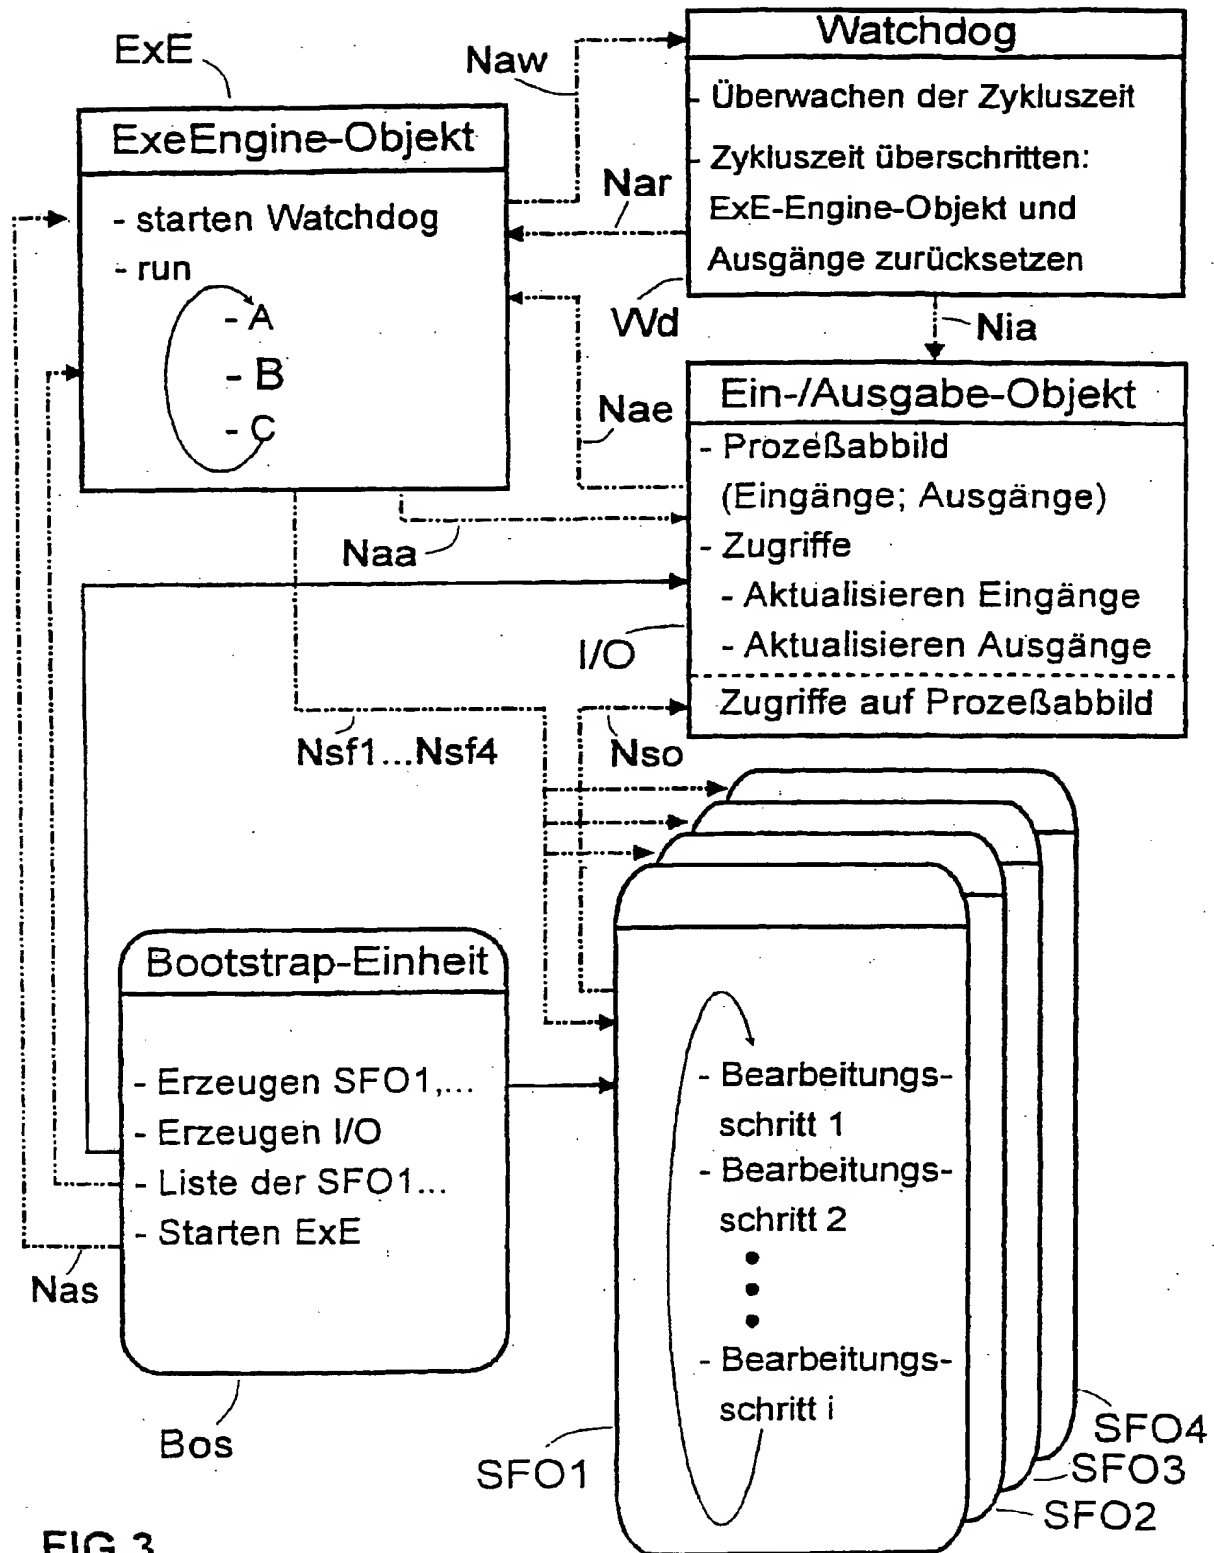 ExE
ExeEngine-Objekt
- starten Watchdog
- run
- A
- B
- C
Naw
Nar
Wd
Nae
Naa
Watchdog
- Überwachen der Zykluszeit
- Zykluszeit überschritten:
ExE-Engine-Objekt und
Ausgänge zurücksetzen
Nia
Ein-/Ausgabe-Objekt
- Prozeßabbild
(Eingänge; Ausgänge)
- Zugriffe
- Aktualisieren Eingänge
- Aktualisieren Ausgänge
Zugriffe auf Prozeßabbild
I/O
Nsf1...Nsf4
Nso
Bootstrap-Einheit
- Erzeugen SFO1,...
- Erzeugen I/O
- Liste der SFO1...
- Starten ExE
Nas
Bos
- Bearbeitungs-
schritt 1
- Bearbeitungs-
schritt 2
- Bearbeitungs-
schritt i
SFO1
SFO4
SFO3
SFO2
FIG 3